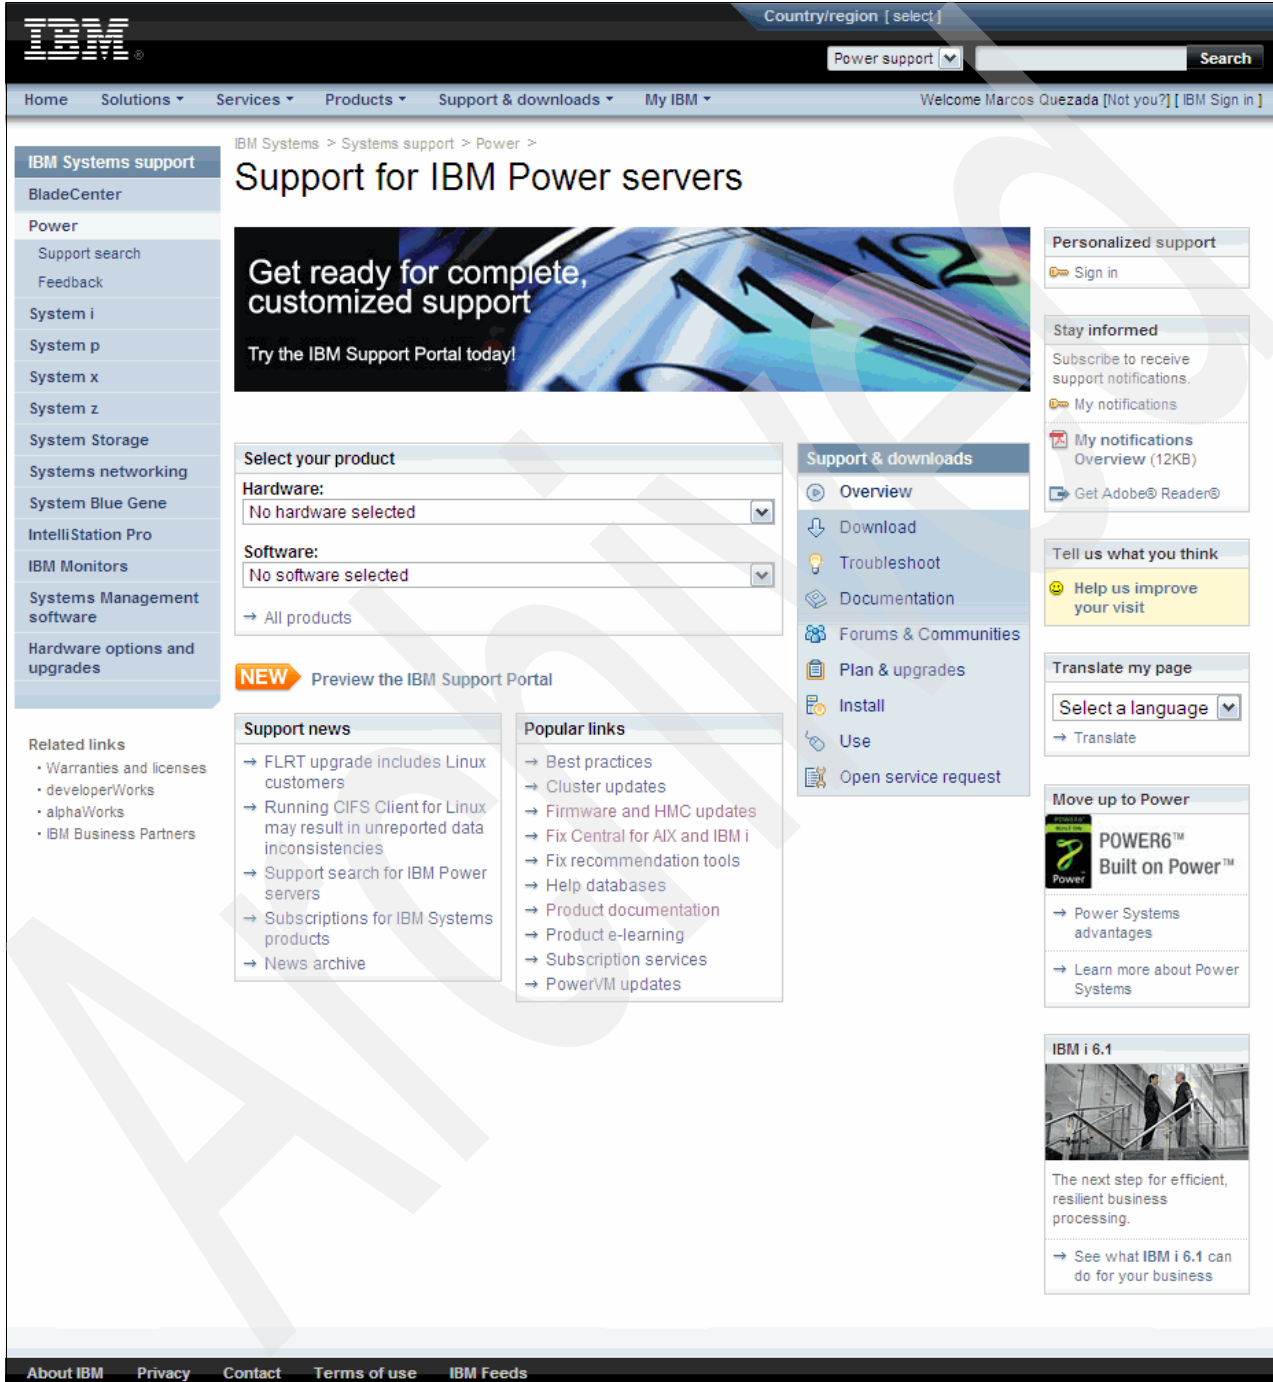 Country/region [ select ]
IBM®
Power support
Search
Home Solutions Services Products Support & downloads My IBM
Welcome Marcos Quezada [Not you?] [ IBM Sign in ]
IBM Systems > Systems support > Power >
Support for IBM Power servers
IBM Systems support
BladeCenter
Power
Support search
Feedback
System i
System p
System x
System z
System Storage
Systems networking
System Blue Gene
IntelliStation Pro
IBM Monitors
Systems Management
software
Hardware options and
upgrades
Related links
• Warranties and licenses
• developerWorks
• alphaWorks
• IBM Business Partners
Get ready for complete,
customized support
Try the IBM Support Portal today!
11 12
Select your product
Hardware:
No hardware selected
Software:
No software selected
→ All products
NEW Preview the IBM Support Portal
Support news
→ FLRT upgrade includes Linux
customers
→ Running CIFS Client for Linux
may result in unreported data
inconsistencies
→ Support search for IBM Power
servers
→ Subscriptions for IBM Systems
products
→ News archive
Popular links
→ Best practices
→ Cluster updates
→ Firmware and HMC updates
→ Fix Central for AIX and IBM i
→ Fix recommendation tools
→ Help databases
→ Product documentation
→ Product e-learning
→ Subscription services
→ PowerVM updates
Support & downloads
Overview
Download
Troubleshoot
Documentation
Forums & Communities
Plan & upgrades
Install
Use
Open service request
Personalized support
Sign in
Stay informed
Subscribe to receive
support notifications.
My notifications
My notifications
Overview (12KB)
Get Adobe® Reader®
Tell us what you think
Help us improve
your visit
Translate my page
Select a language
→ Translate
Move up to Power
POWER6™
BUILT ON
Power
POWER6™
Built on Power™
→ Power Systems
advantages
→ Learn more about Power
Systems
IBM i 6.1
The next step for efficient,
resilient business
processing.
→ See what IBM i 6.1 can
do for your business
About IBM Privacy Contact Terms of use IBM Feeds
Archived